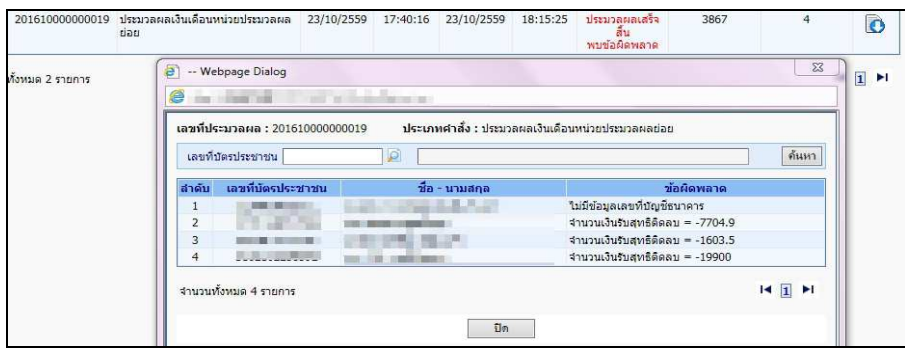 201610000000019 ประมวลผลเงินเดือนหน่วยประมวลผลย่อย 23/10/2559 17:40:16 23/10/2559 18:15:25 ประมวลผลเสร็จสิ้น พบข้อผิดพลาด 3867 4
ทั้งหมด 2 รายการ
1
-- Webpage Dialog
เลขที่ประมวลผล : 201610000000019 ประเภทคำสั่ง : ประมวลผลเงินเดือนหน่วยประมวลผลย่อย
เลขที่บัตรประชาชน ค้นหา
ลำดับ เลขที่บัตรประชาชน ชื่อ - นามสกุล ข้อผิดพลาด
1 ไม่มีข้อมูลเลขที่บัญชีธนาคาร
2 จำนวนเงินรับสุทธิติดลบ = -7704.9
3 จำนวนเงินรับสุทธิติดลบ = -1603.5
4 จำนวนเงินรับสุทธิติดลบ = -19900
จำนวนทั้งหมด 4 รายการ 1
ปิด